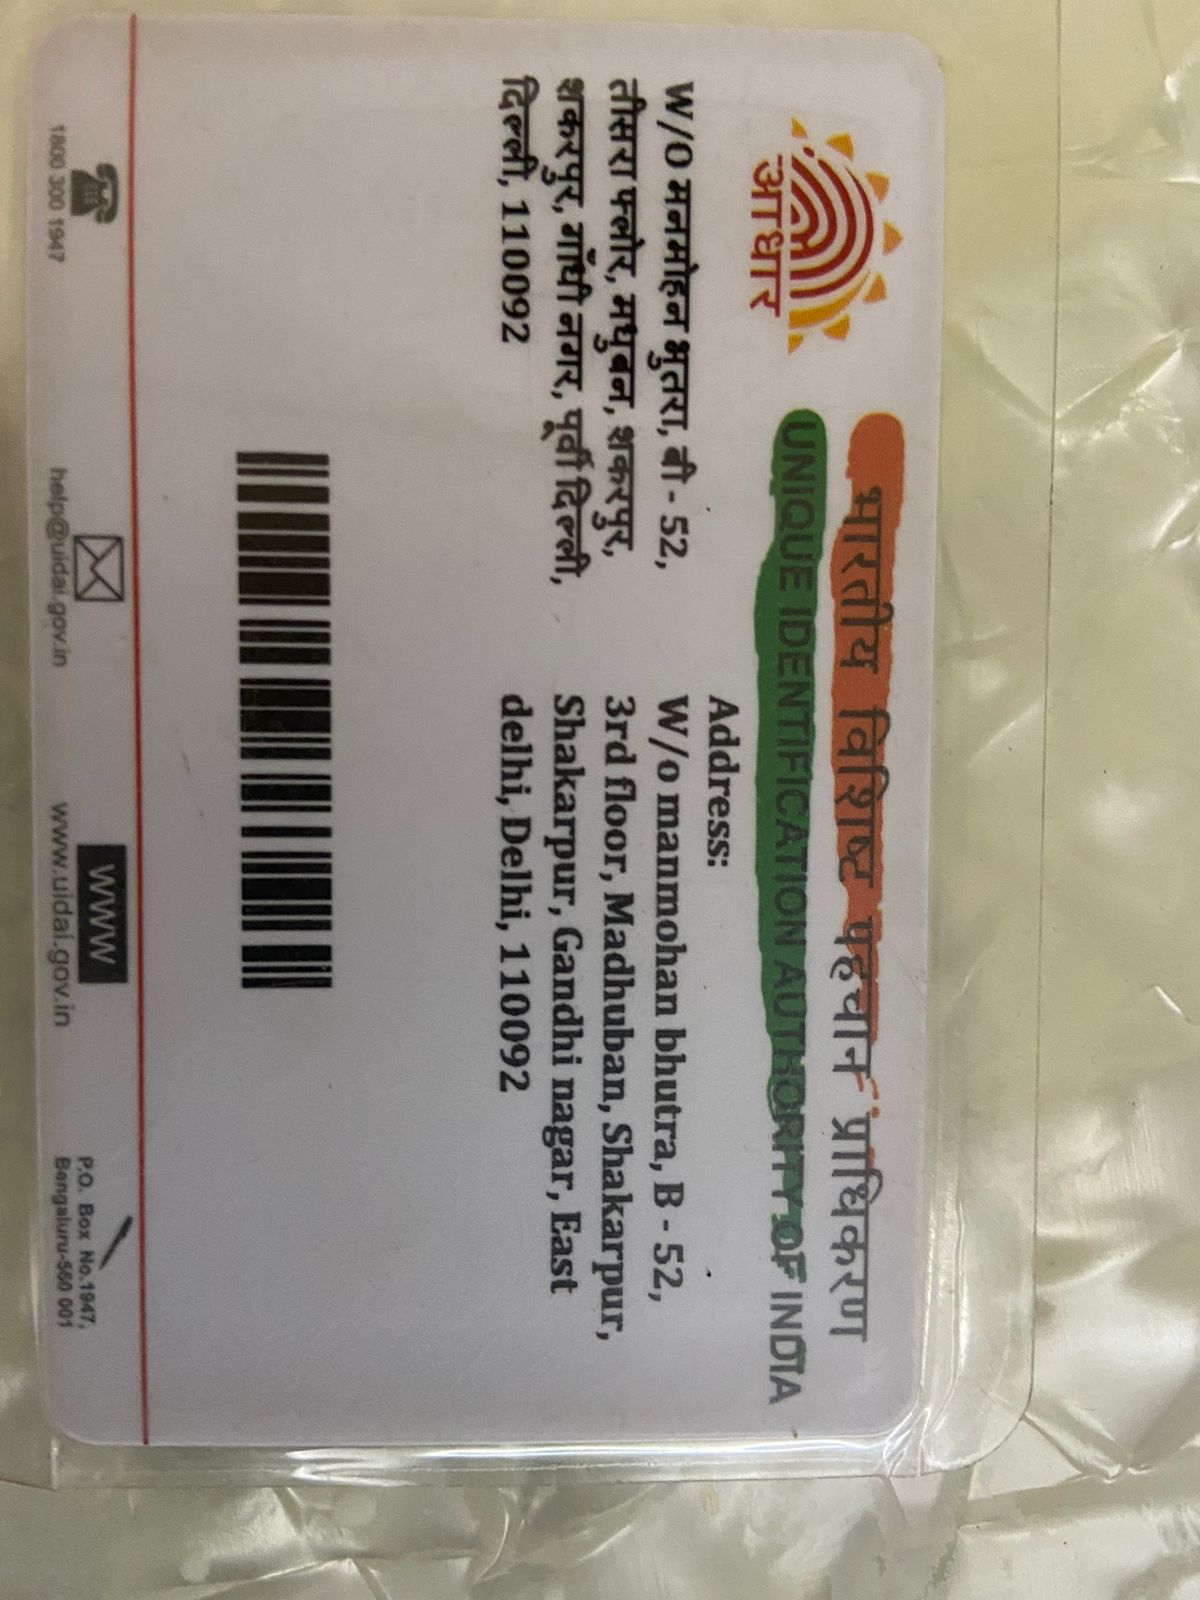 भारतीय विशिष्ट पहचान प्राधिकरण
UNIQUE IDENTIFICATION AUTHORITY OF INDIA
आधार
W/O मनमोहन भुतरा, बी - 52,
तीसरा फ्लोर, मधुबन, शकरपुर,
शकरपुर, गाँधी नगर, पूर्वी दिल्ली,
दिल्ली, 110092
Address:
W/o manmohan bhutra, B - 52,
3rd floor, Madhuban, Shakarpur,
Shakarpur, Gandhi nagar, East
delhi, Delhi, 110092
1800 300 1947
help@uidai.gov.in
WWW
www.uidai.gov.in
P.O. Box No.1947,
Bengaluru-560 001